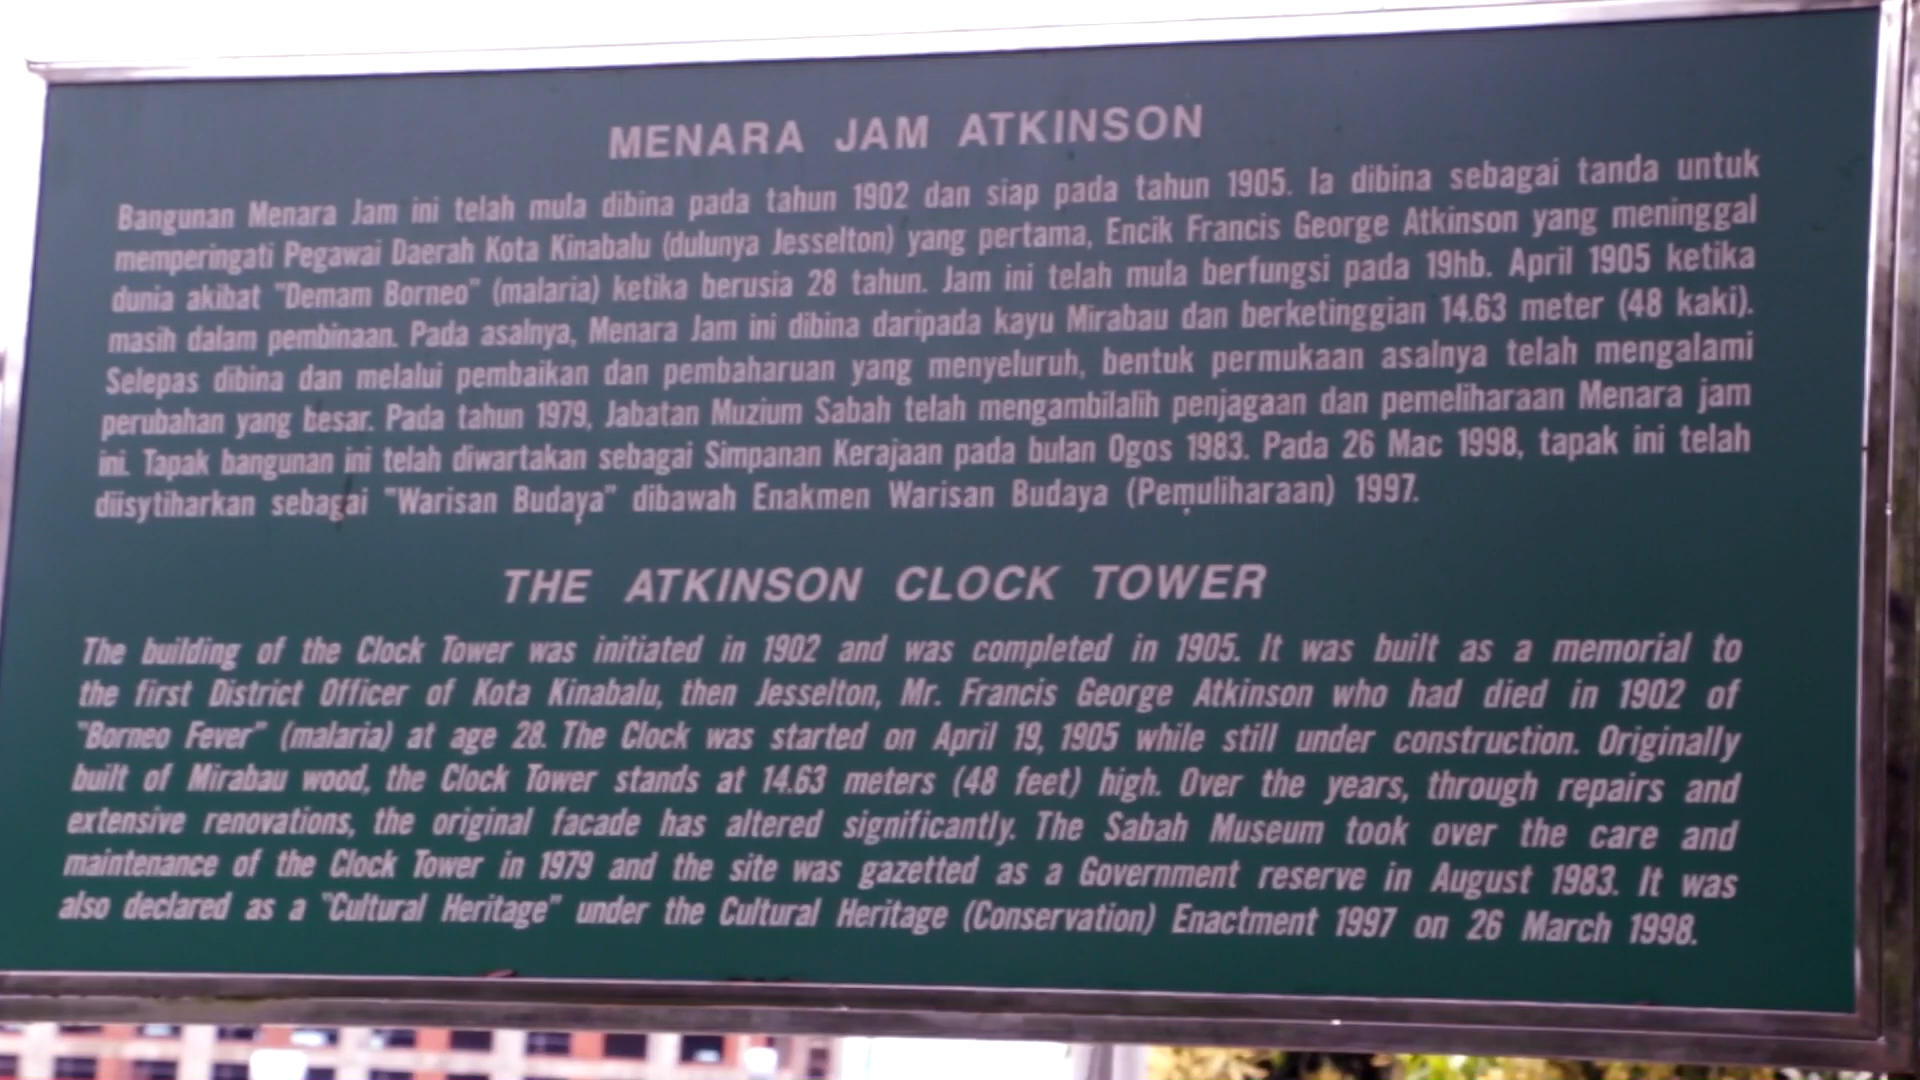 MENARA JAM ATKINSON
Bangunan Menara Jam ini telah mula dibina pada tahun 1902 dan siap pada tahun 1905. Ia dibina sebagai tanda untuk
memperingati Pegawai Daerah Kota Kinabalu (dulunya Jesselton) yang pertama, Encik Francis George Atkinson yang meninggal
dunia akibat "Demam Borneo" (malaria) ketika berusia 28 tahun. Jam ini telah mula berfungsi pada 19hb. April 1905 ketika
masih dalam pembinaan. Pada asalnya, Menara Jam ini dibina daripada kayu Mirabau dan berketinggian 14.63 meter (48 kaki).
Selepas dibina dan melalui pembaikan dan pembaharuan yang menyeluruh, bentuk permukaan asalnya telah mengalami
perubahan yang besar. Pada tahun 1979, Jabatan Muzium Sabah telah mengambilalih penjagaan dan pemeliharaan Menara jam
ini. Tapak bangunan ini telah diwartakan sebagai Simpanan Kerajaan pada bulan Ogos 1983. Pada 26 Mac 1998, tapak ini telah
diisytiharkan sebagai "Warisan Budaya" dibawah Enakmen Warisan Budaya (Pemuliharaan) 1997.
THE ATKINSON CLOCK TOWER
The building of the Clock Tower was initiated in 1902 and was completed in 1905. It was built as a memorial to
the first District Officer of Kota Kinabalu, then Jesselton, Mr. Francis George Atkinson who had died in 1902 of
"Borneo Fever" (malaria) at age 28. The Clock was started on April 19, 1905 while still under construction. Originally
built of Mirabau wood, the Clock Tower stands at 14.63 meters (48 feet) high. Over the years, through repairs and
extensive renovations, the original facade has altered significantly. The Sabah Museum took over the care and
maintenance of the Clock Tower in 1979 and the site was gazetted as a Government reserve in August 1983. It was
also declared as a "Cultural Heritage" under the Cultural Heritage (Conservation) Enactment 1997 on 26 March 1998.